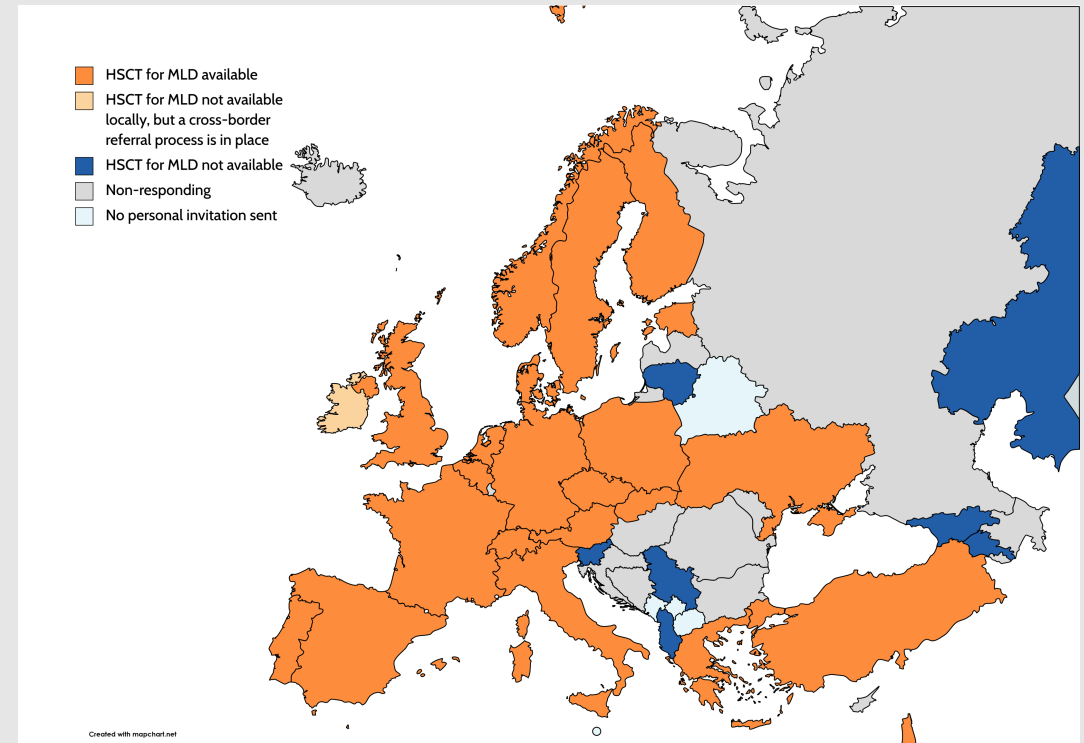 HSCT for MLD available
HSCT for MLD not available
locally, but a cross-border
referral process is in place
HSCT for MLD not available
Non-responding
No personal invitation sent
Created with mapchart.net